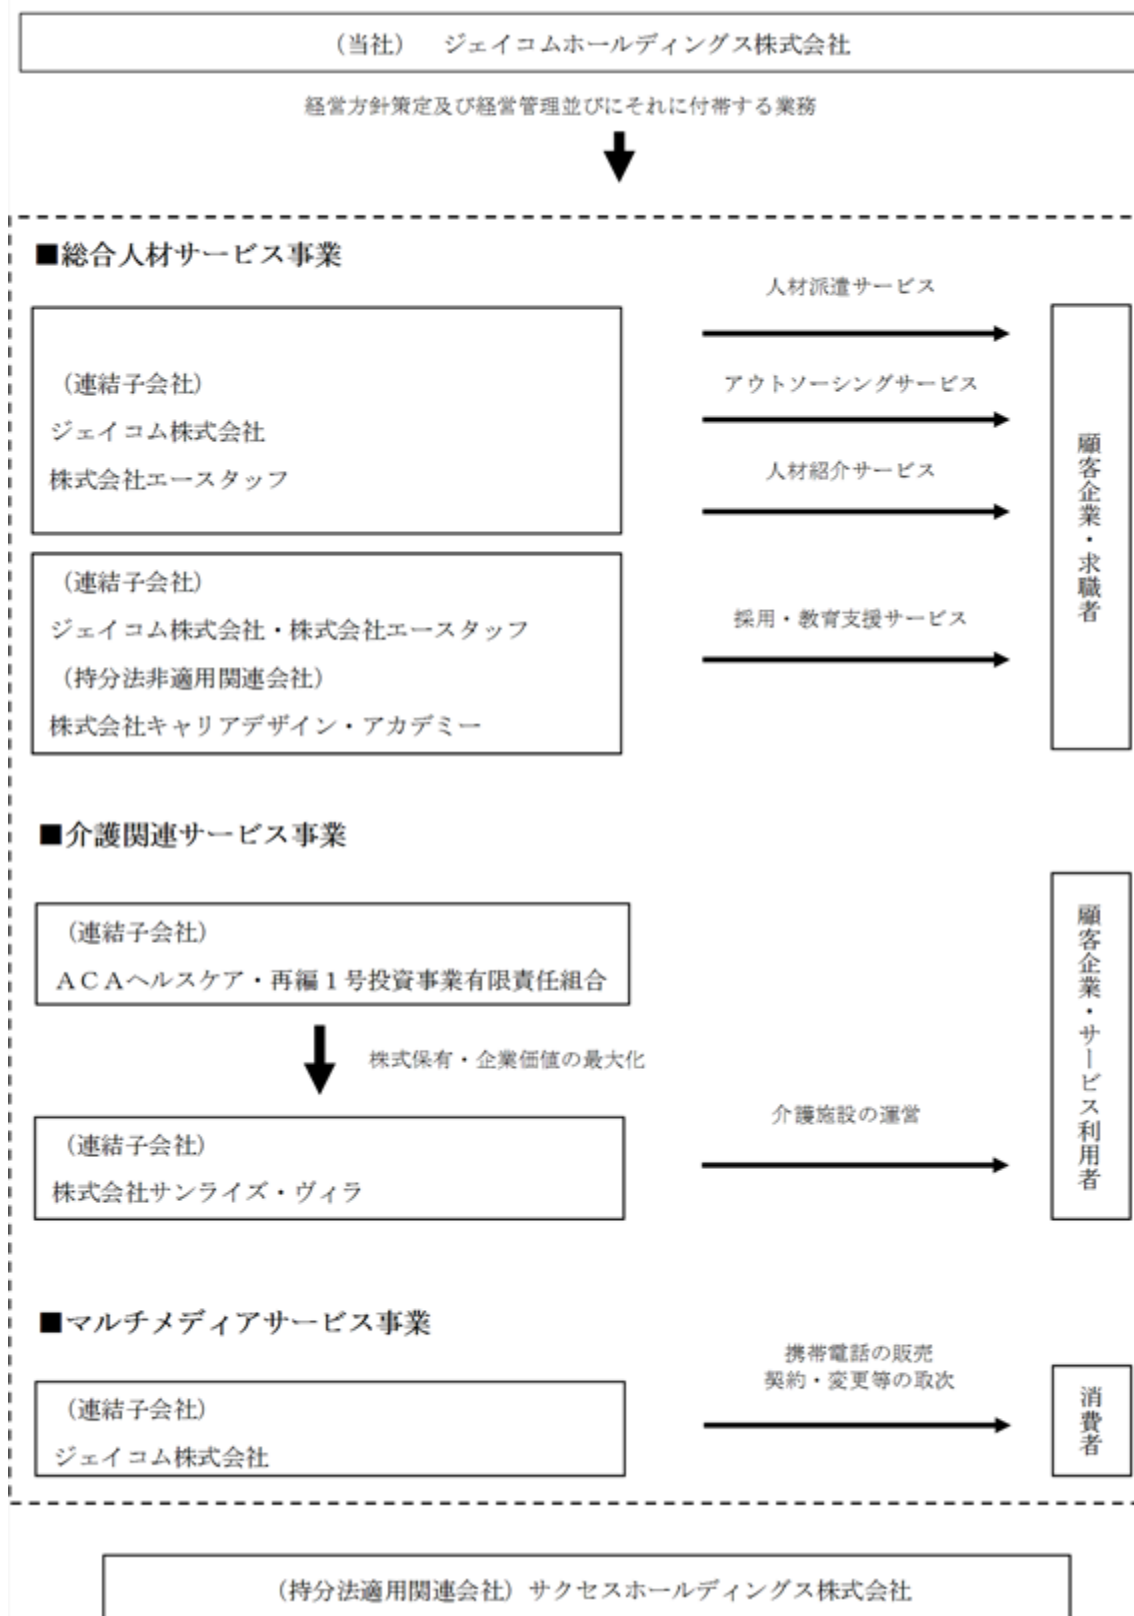 （当社）　ジェイコムホールディングス株式会社
経営方針策定及び経営管理並びにそれに付帯する業務
■総合人材サービス事業
人材派遣サービス
（連結子会社）
ジェイコム株式会社
株式会社エースタッフ
アウトソーシングサービス
人材紹介サービス
顧客企業・求職者
（連結子会社）
ジェイコム株式会社・株式会社エースタッフ
（持分法非適用関連会社）
株式会社キャリアデザイン・アカデミー
採用・教育支援サービス
■介護関連サービス事業
（連結子会社）
ＡＣＡヘルスケア・再編１号投資事業有限責任組合
株式保有・企業価値の最大化
顧客企業・サービス利用者
（連結子会社）
株式会社サンライズ・ヴィラ
介護施設の運営
■マルチメディアサービス事業
携帯電話の販売
契約・変更等の取次
（連結子会社）
ジェイコム株式会社
消費者
（持分法適用関連会社）サクセスホールディングス株式会社